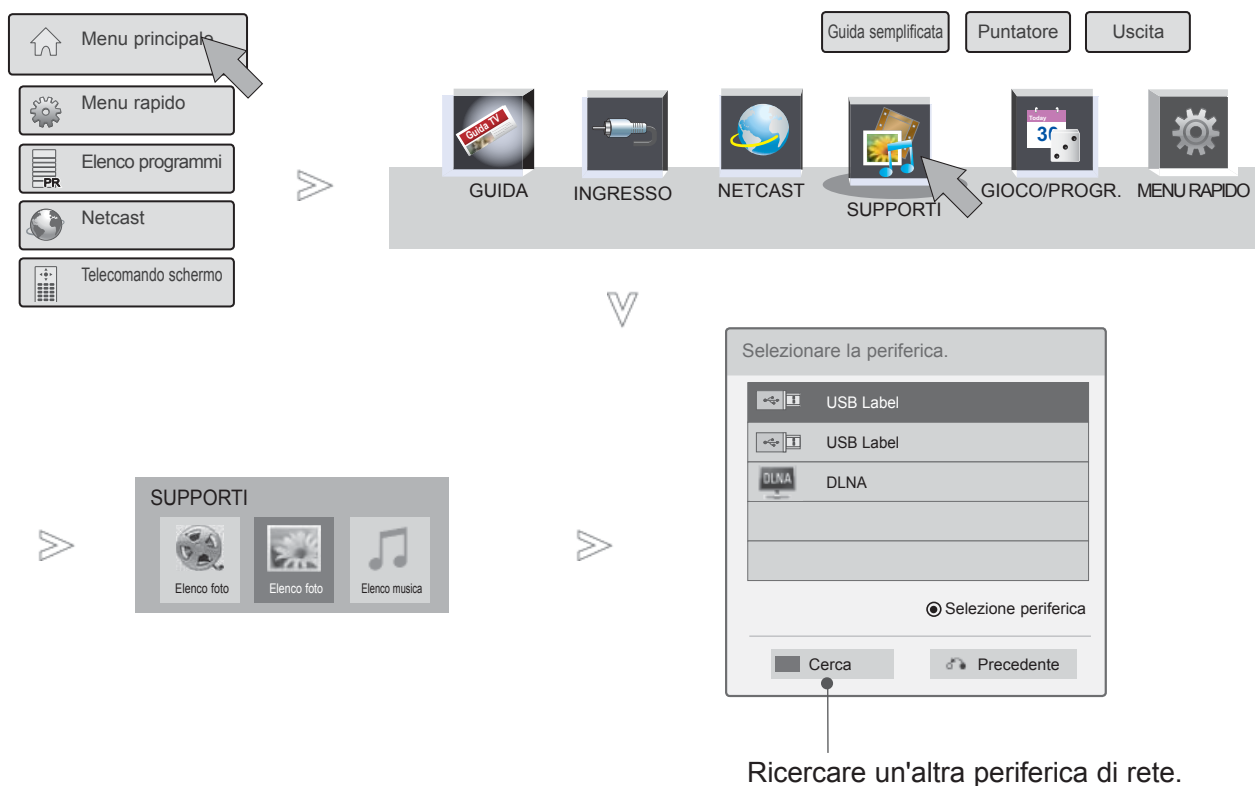 Menu principale
Menu rapido
Elenco programmi
PR
Netcast
Telecomando schermo
Guida semplificata
Puntatore
Uscita
Guida TV
Today
30
GUIDA
INGRESSO
NETCAST
SUPPORTI
GIOCO/PROGR.
MENU RAPIDO
SUPPORTI
Elenco foto
Elenco foto
Elenco musica
Selezionare la periferica.
USB Label
USB Label
DLNA
DLNA
Selezione periferica
Cerca
Precedente
Ricercare un'altra periferica di rete.